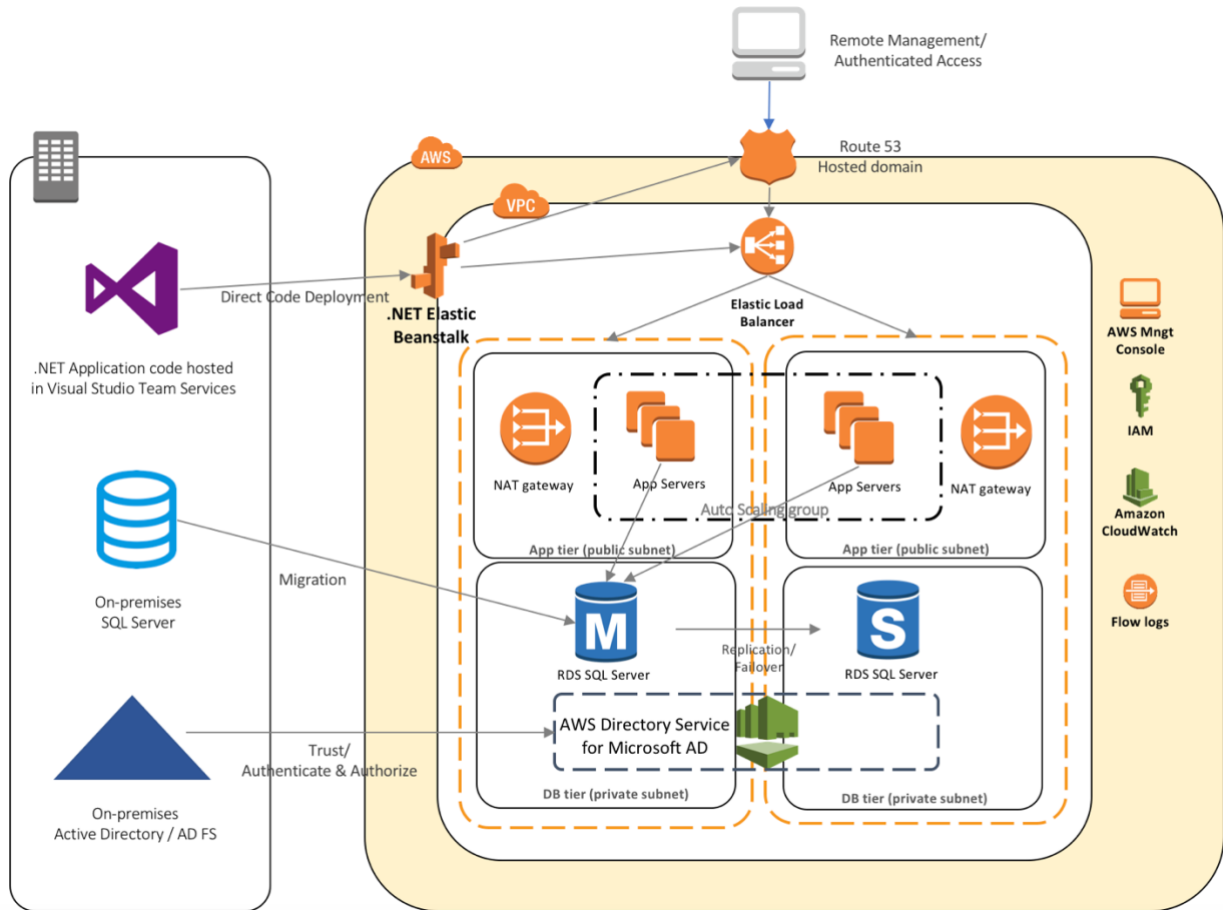 Remote Management/
Authenticated Access
AWS
Route 53
Hosted domain
VPC
Direct Code Deployment
.NET Elastic
Beanstalk
Elastic Load
Balancer
.NET Application code hosted
in Visual Studio Team Services
AWS Mngt
Console
IAM
Amazon
CloudWatch
Flow logs
NAT gateway
App Servers
App Servers
NAT gateway
Auto Scaling group
App tier (public subnet)
App tier (public subnet)
On-premises
SQL Server
Migration
M
S
RDS SQL Server
Replication/
Failover
RDS SQL Server
AWS Directory Service
for Microsoft AD
Trust/
Authenticate & Authorize
DB tier (private subnet)
DB tier (private subnet)
On-premises
Active Directory / AD FS